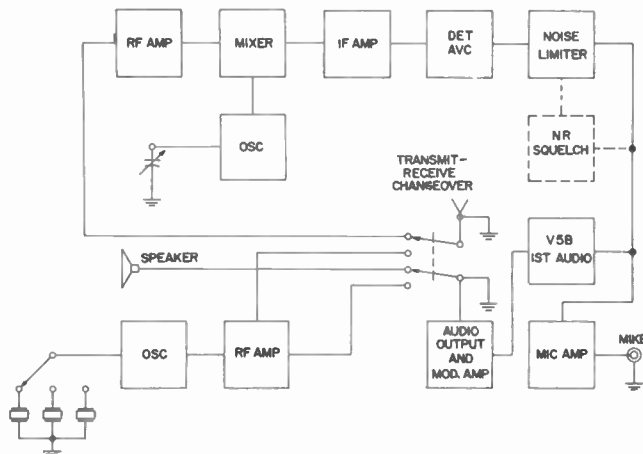 RF AMP
MIXER
IF AMP
DET
AVC
NOISE
LIMITER
OSC
NR
SQUELCH
TRANSMIT-
RECEIVE
CHANGEOVER
SPEAKER
V5B
IST AUDIO
OSC
RF AMP
AUDIO
OUTPUT
AND
MOD. AMP
MIC AMP
MIKE